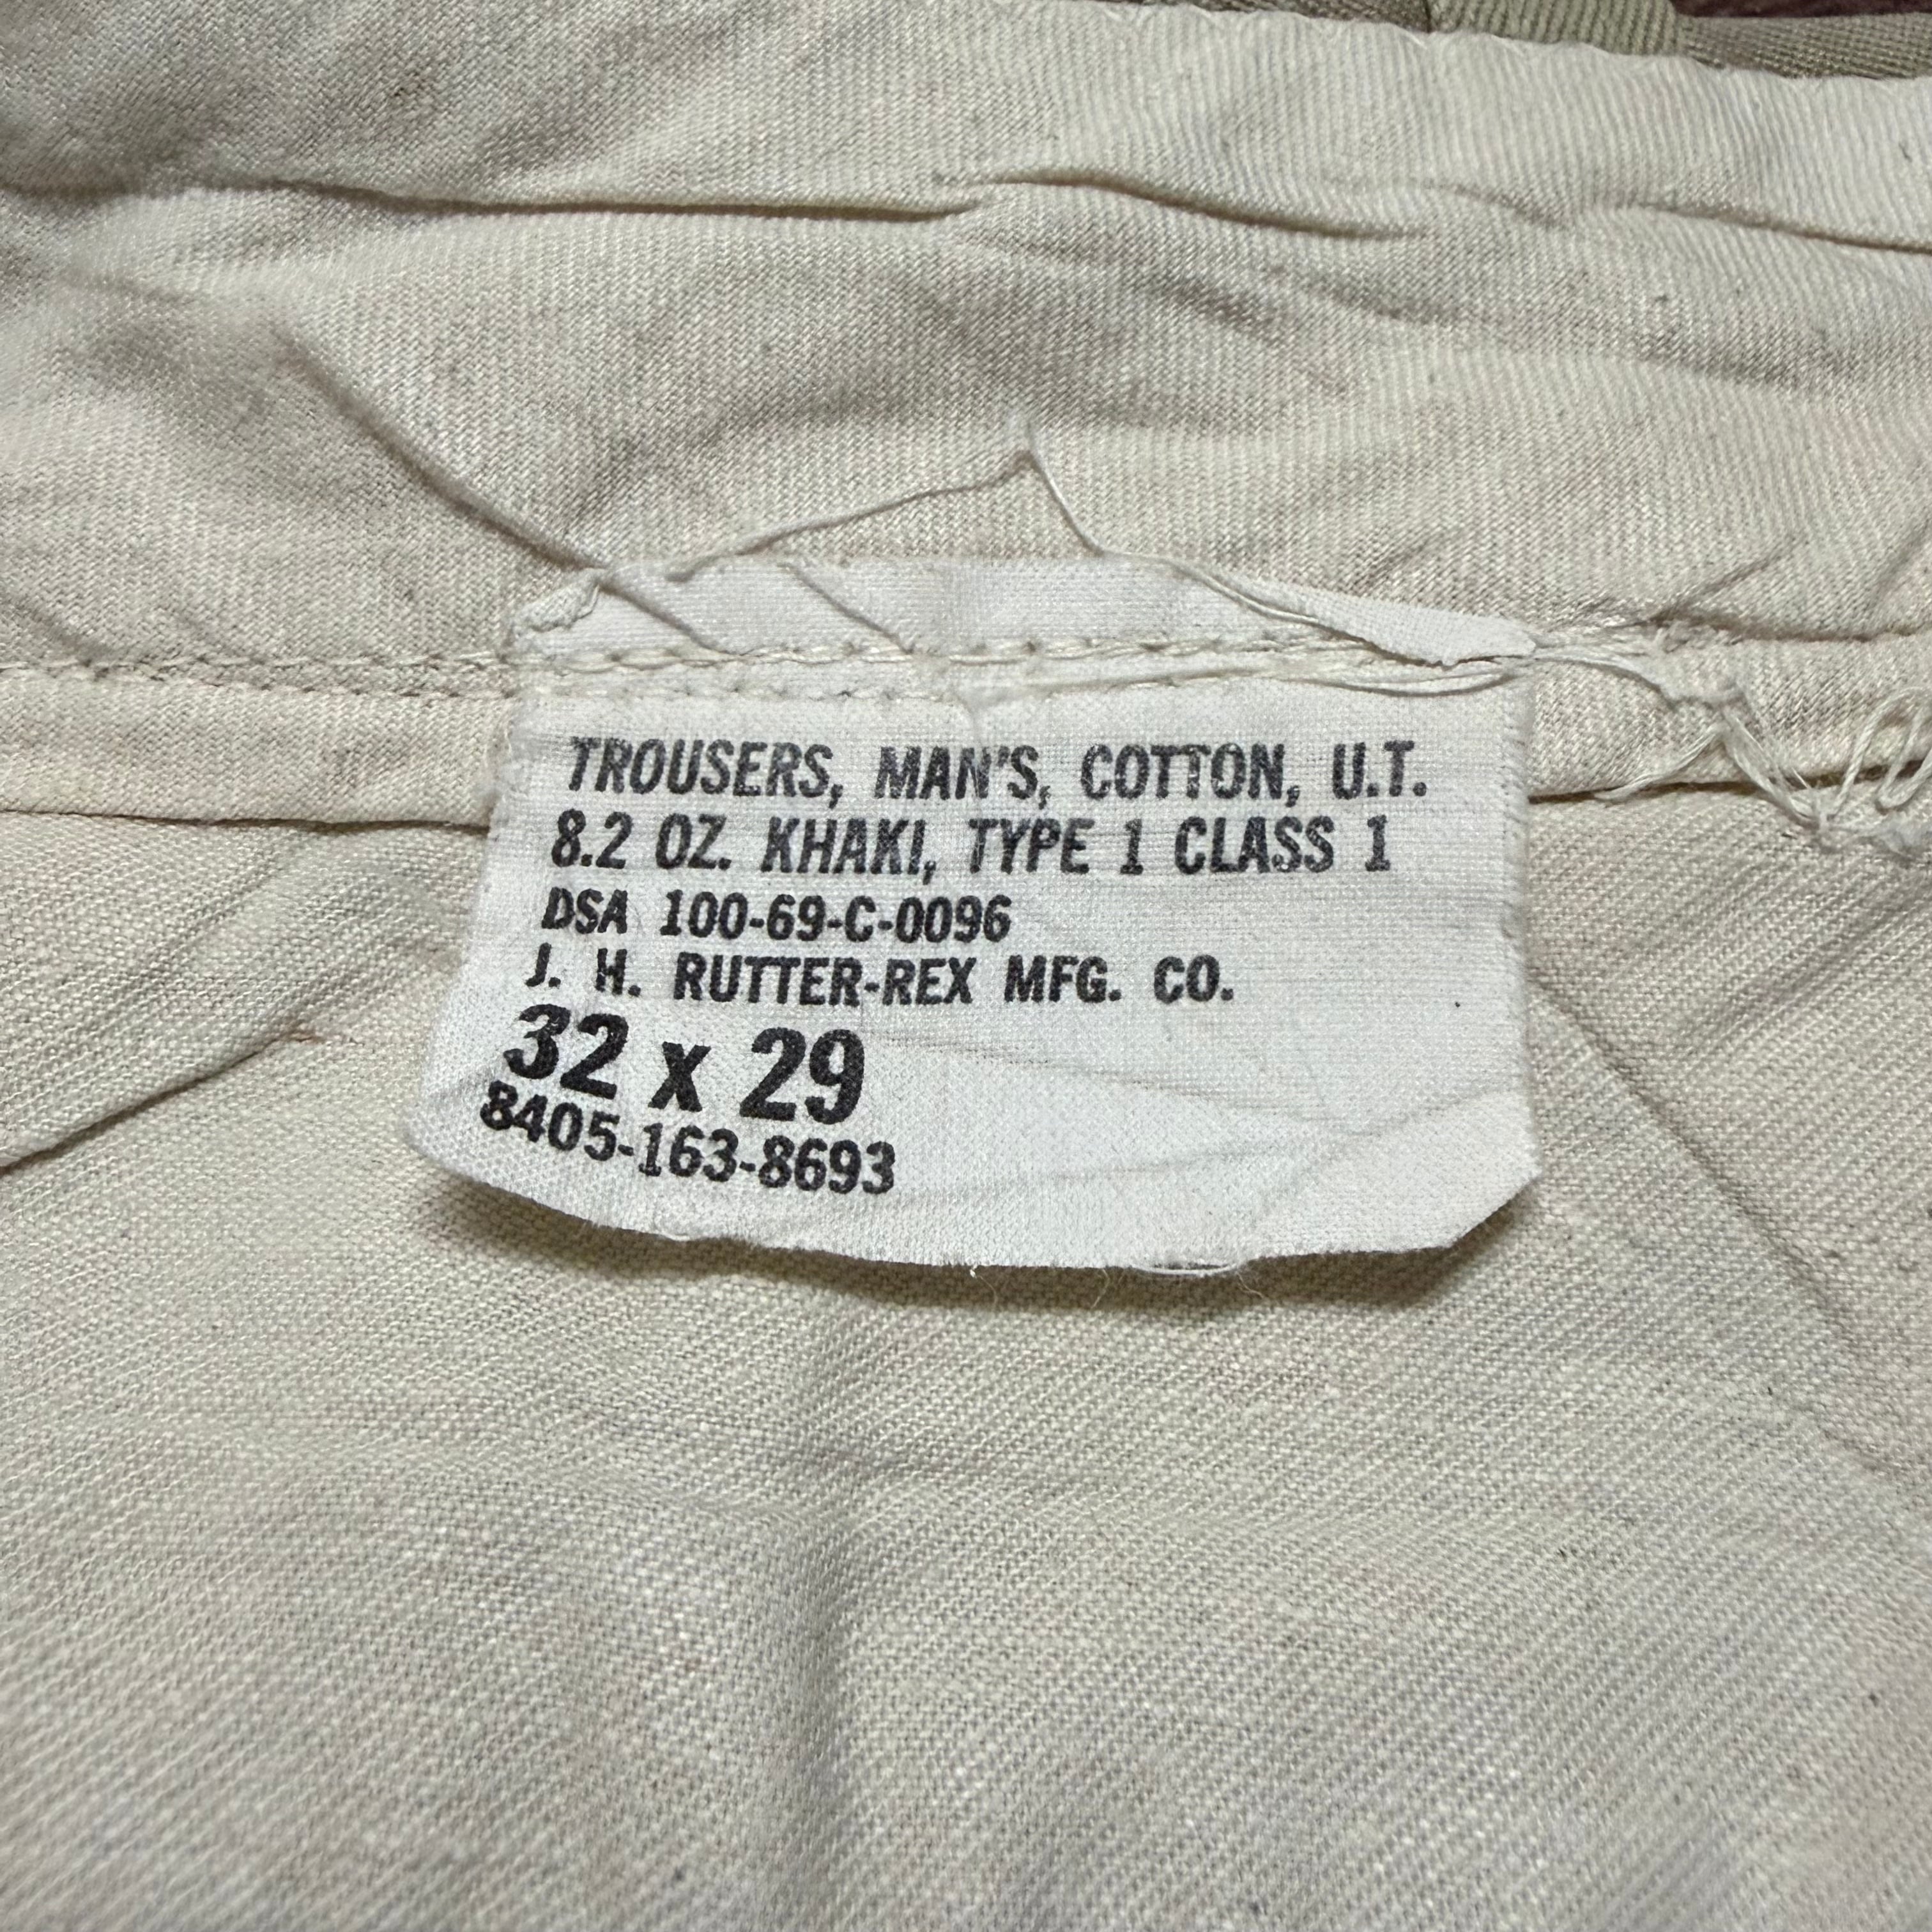 TROUSERS, MAN'S, COTTON, U.T.
8.2 OZ. KHAKI, TYPE 1 CLASS 1
DSA 100-69-C-0096
J. H. RUTTER-REX MFG. CO.
32 x 29
8405-163-8693